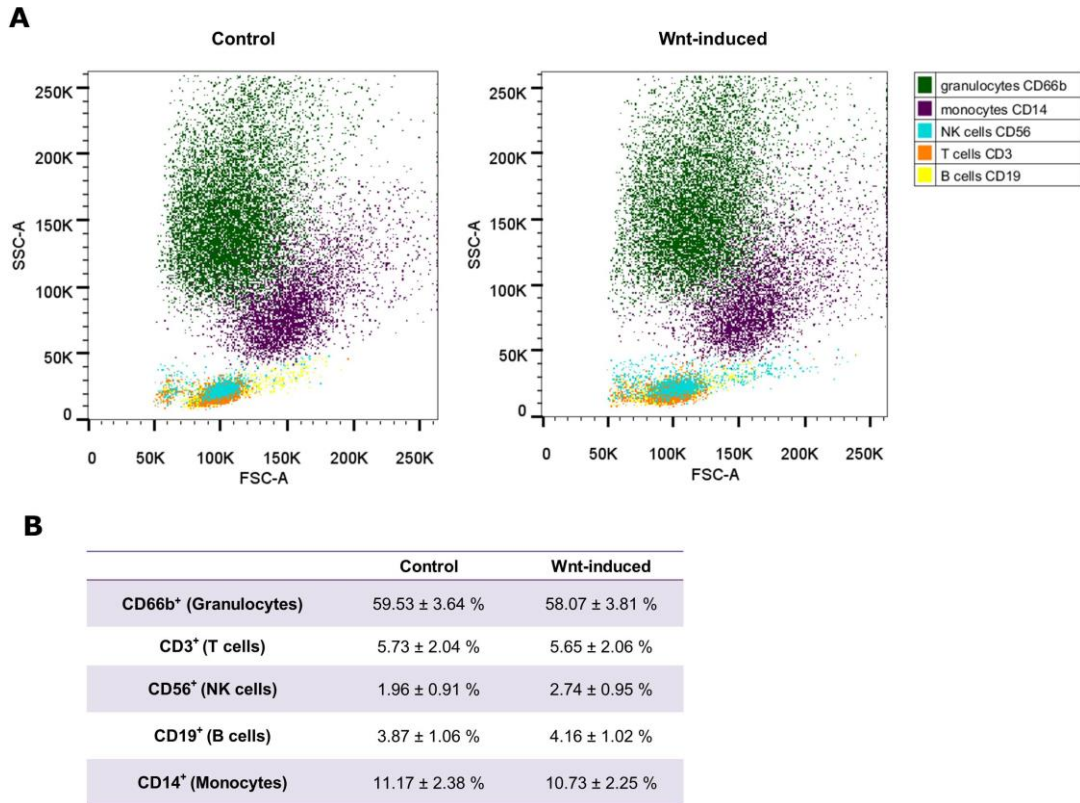 A
Control
Wnt-induced
250K
200K
150K
100K
50K
0
SSC-A
0 50K 100K 150K 200K 250K
FSC-A
250K
200K
150K
100K
50K
0
SSC-A
0 50K 100K 150K 200K 250K
FSC-A
granulocytes CD66b
monocytes CD14
NK cells CD56
T cells CD3
B cells CD19
B
Control Wnt-induced
CD66b⁺ (Granulocytes) 59.53 ± 3.64 % 58.07 ± 3.81 %
CD3⁺ (T cells) 5.73 ± 2.04 % 5.65 ± 2.06 %
CD56⁺ (NK cells) 1.96 ± 0.91 % 2.74 ± 0.95 %
CD19⁺ (B cells) 3.87 ± 1.06 % 4.16 ± 1.02 %
CD14⁺ (Monocytes) 11.17 ± 2.38 % 10.73 ± 2.25 %